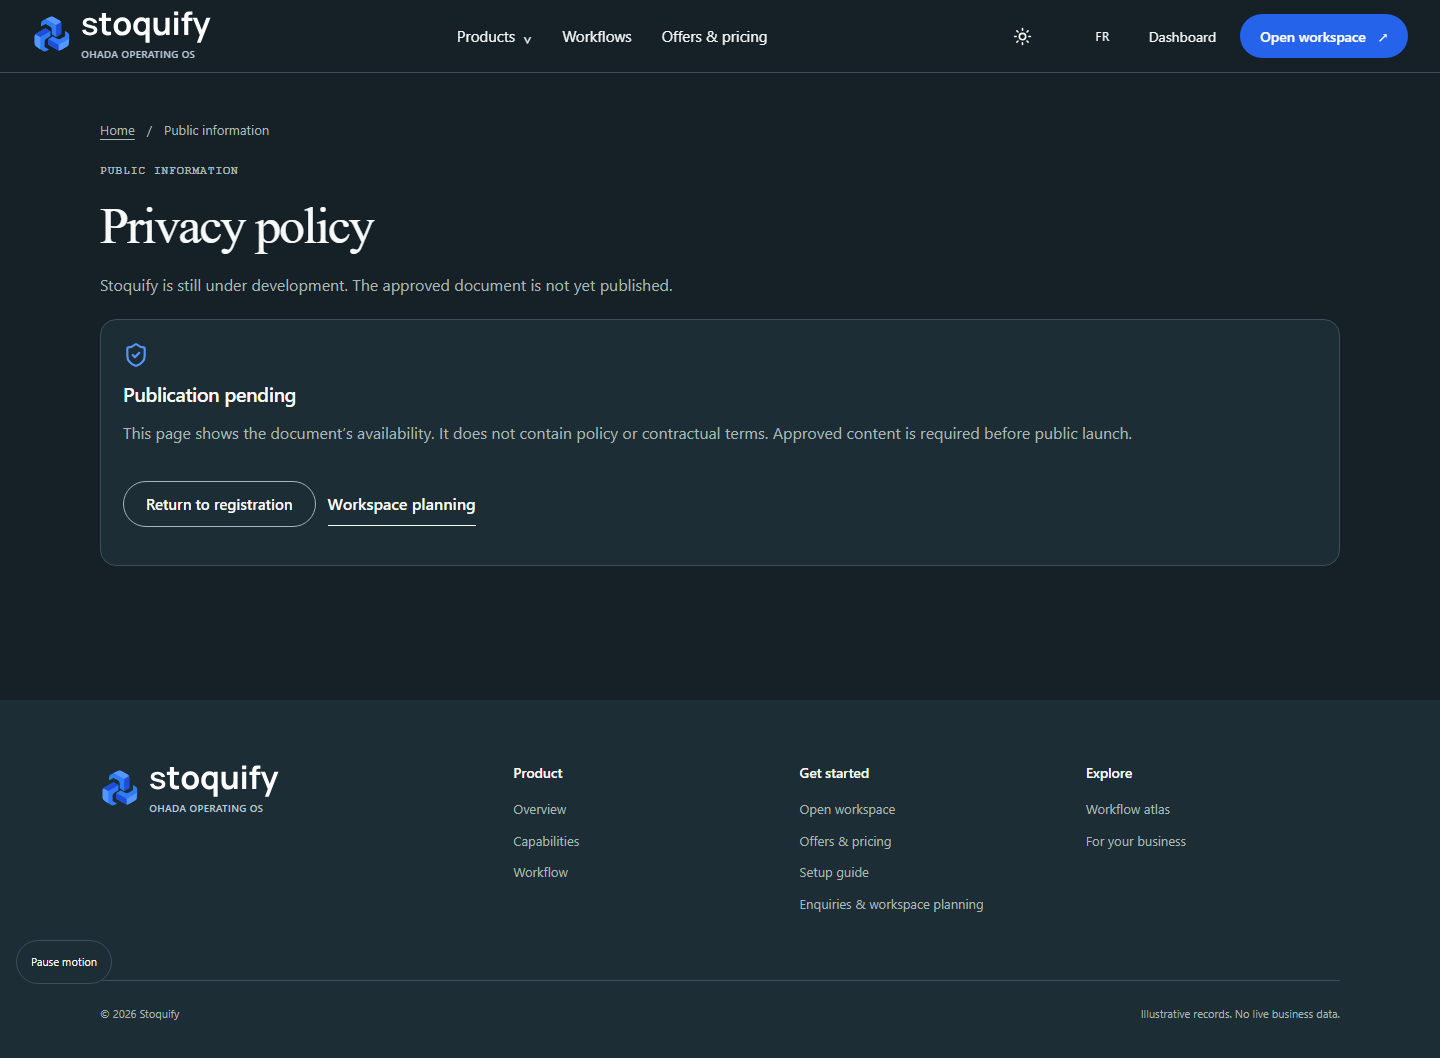 stoquify
OHADA OPERATING OS
Products
Workflows
Offers & pricing
FR
Dashboard
Open workspace ↗
Home / Public information
PUBLIC INFORMATION
Privacy policy
Stoquify is still under development. The approved document is not yet published.
Publication pending
This page shows the document's availability. It does not contain policy or contractual terms. Approved content is required before public launch.
Return to registration
Workspace planning
stoquify
OHADA OPERATING OS
Product
Overview
Capabilities
Workflow
Get started
Open workspace
Offers & pricing
Setup guide
Enquiries & workspace planning
Explore
Workflow atlas
For your business
Pause motion
© 2026 Stoquify
Illustrative records. No live business data.